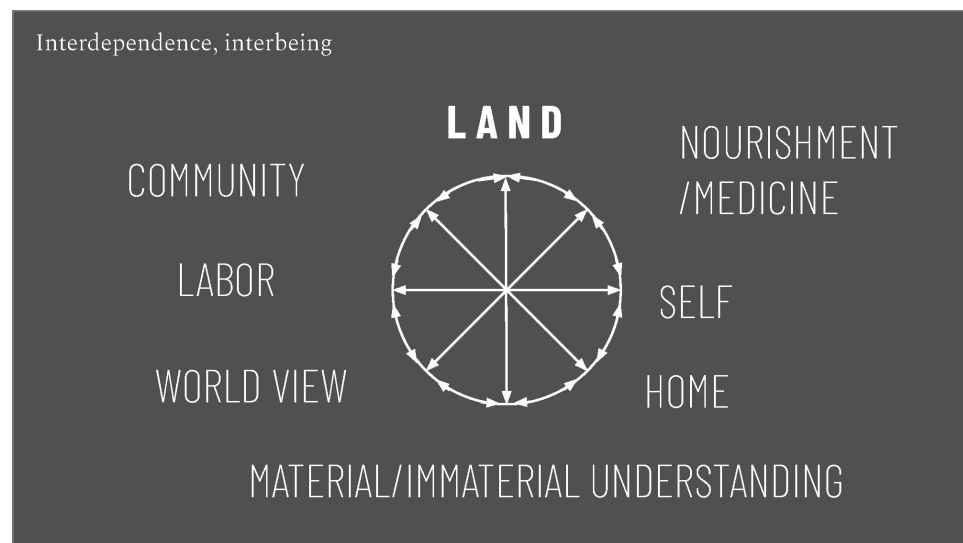 Interdependence, interbeing
LAND
NOURISHMENT
/MEDICINE
COMMUNITY
LABOR
SELF
WORLD VIEW
HOME
MATERIAL/IMMATERIAL UNDERSTANDING